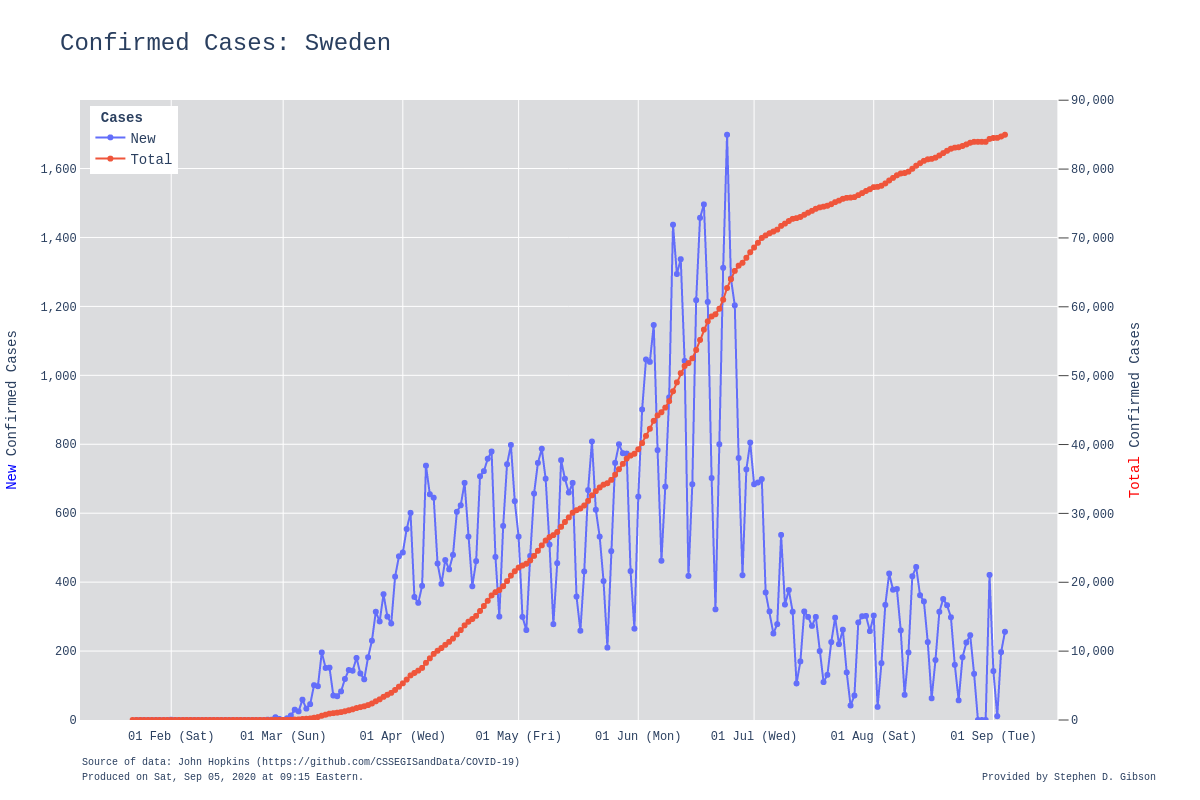 Confirmed Cases: Sweden
Cases
New
Total
90,000
80,000
70,000
60,000
50,000
40,000
30,000
20,000
10,000
0
1,600
1,400
1,200
1,000
800
600
400
200
0
New Confirmed Cases
Total Confirmed Cases
01 Feb (Sat) 01 Mar (Sun) 01 Apr (Wed) 01 May (Fri) 01 Jun (Mon) 01 Jul (Wed) 01 Aug (Sat) 01 Sep (Tue)
Source of data: John Hopkins (https://github.com/CSSEGISandData/COVID-19)
Produced on Sat, Sep 05, 2020 at 09:15 Eastern.
Provided by Stephen D. Gibson